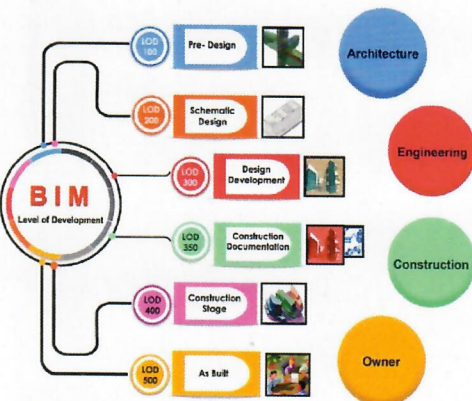 LOD
100
Pre- Design
LOD
200
Schematic
Design
LOD
300
Design
Development
LOD
350
Construction
Documentation
LOD
400
Construction
Stage
LOD
500
As Built
BIM
Level of Development
Architecture
Engineering
Construction
Owner